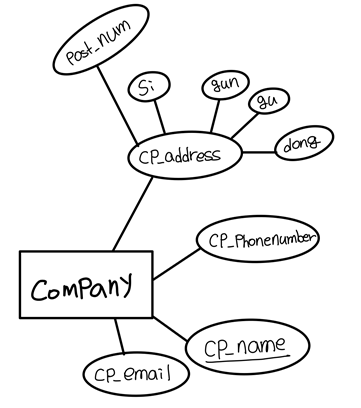 Post_num
Si
gun
gu
dong
CP_address
CP_Phonenumber
Company
CP_name
CP_email